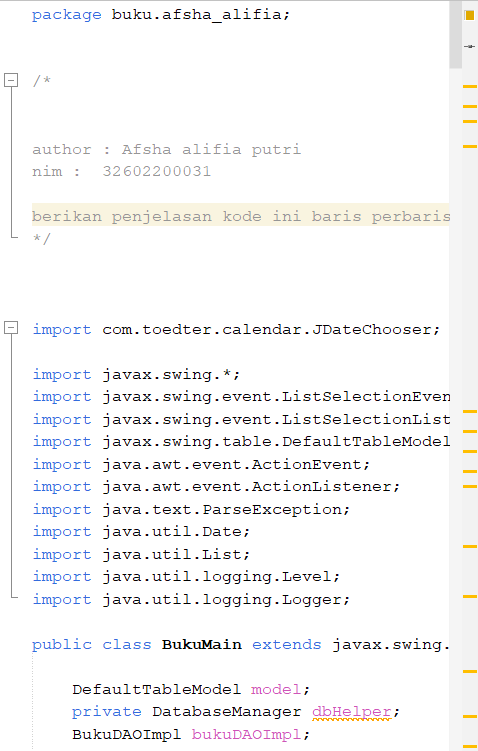 package buku.afsha_alifia;
/*
author : Afsha alifia putri
nim :  32602200031
berikan penjelasan kode ini baris perbaris
*/
import com.toedter.calendar.JDateChooser;
import javax.swing.*;
import javax.swing.event.ListSelectionEven
import javax.swing.event.ListSelectionList
import javax.swing.table.DefaultTableModel
import java.awt.event.ActionEvent;
import java.awt.event.ActionListener;
import java.text.ParseException;
import java.util.Date;
import java.util.List;
import java.util.logging.Level;
import java.util.logging.Logger;
public class BukuMain extends javax.swing.
DefaultTableModel model;
private DatabaseManager dbHelper;
BukuDAOImpl bukuDAOImpl;